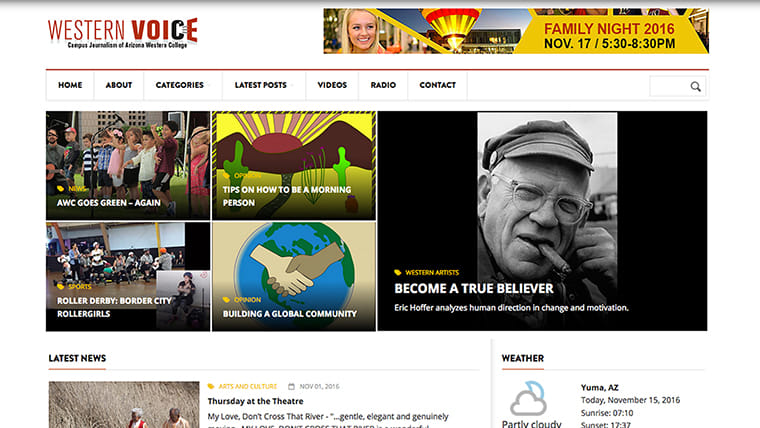 WESTERN VOICE
Campus Journalism of Arizona Western College
FAMILY NIGHT 2016
NOV. 17 / 5:30-8:30PM
HOME
ABOUT
CATEGORIES
LATEST POSTS
VIDEOS
RADIO
CONTACT
NEWS
AWC GOES GREEN – AGAIN
OPINION
TIPS ON HOW TO BE A MORNING
PERSON
SPORTS
ROLLER DERBY: BORDER CITY
ROLLERGIRLS
OPINION
BUILDING A GLOBAL COMMUNITY
WESTERN ARTISTS
BECOME A TRUE BELIEVER
Eric Hoffer analyzes human direction in change and motivation.
LATEST NEWS
ARTS AND CULTURE NOV 01, 2016
Thursday at the Theatre
My Love, Don't Cross That River - "...gentle, elegant and genuinely
moving. MY LOVE, DON'T CROSS THAT RIVER is a wonderful
WEATHER
Partly cloudy
Yuma, AZ
Today, November 15, 2016
Sunrise: 07:10
Sunset: 17:37